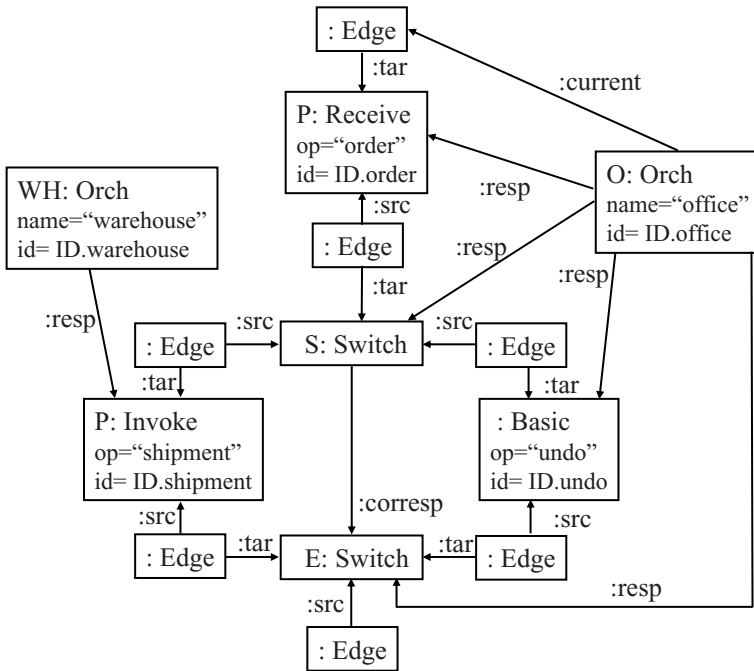 : Edge
:tar
:current
P: Receive
op=“order”
id= ID.order
:resp
WH: Orch
name=“warehouse”
id= ID.warehouse
O: Orch
name=“office”
id= ID.office
:src
: Edge
:resp
:resp
:tar
:resp
:src
:src
: Edge
S: Switch
: Edge
:tar
:tar
P: Invoke
op=“shipment”
id= ID.shipment
: Basic
op=“undo”
id= ID.undo
:corresp
:src
:src
: Edge
:tar
E: Switch
:tar
: Edge
:src
:resp
: Edge